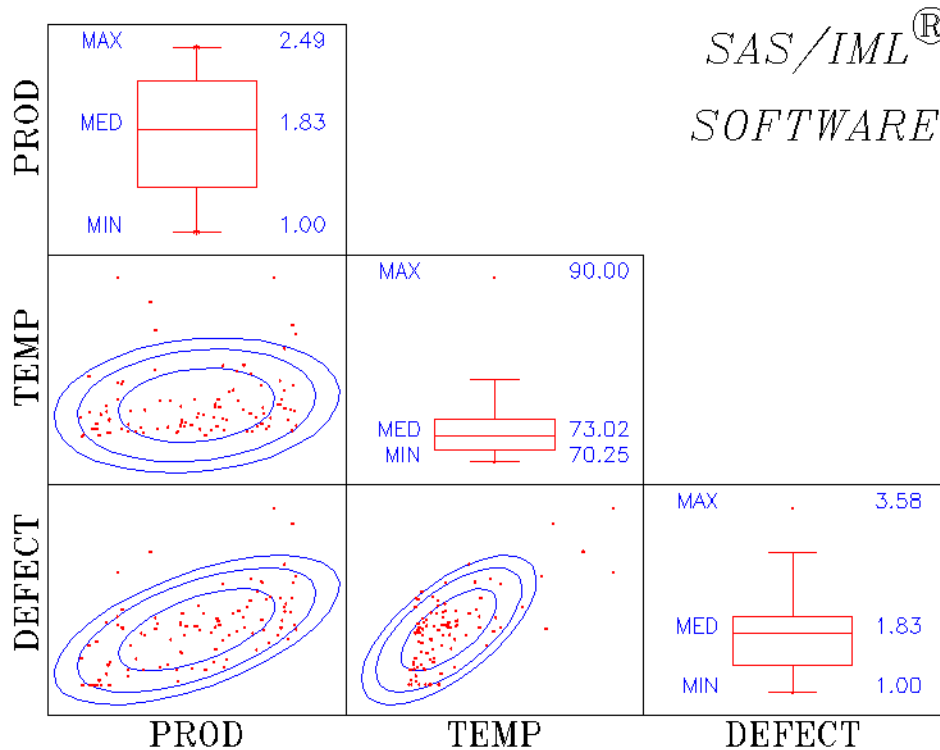 SAS/IML®
SOFTWARE
PROD
MAX 2.49
MED 1.83
MIN 1.00
TEMP
MAX 90.00
MED 73.02
MIN 70.25
DEFECT
MAX 3.58
MED 1.83
MIN 1.00
PROD TEMP DEFECT